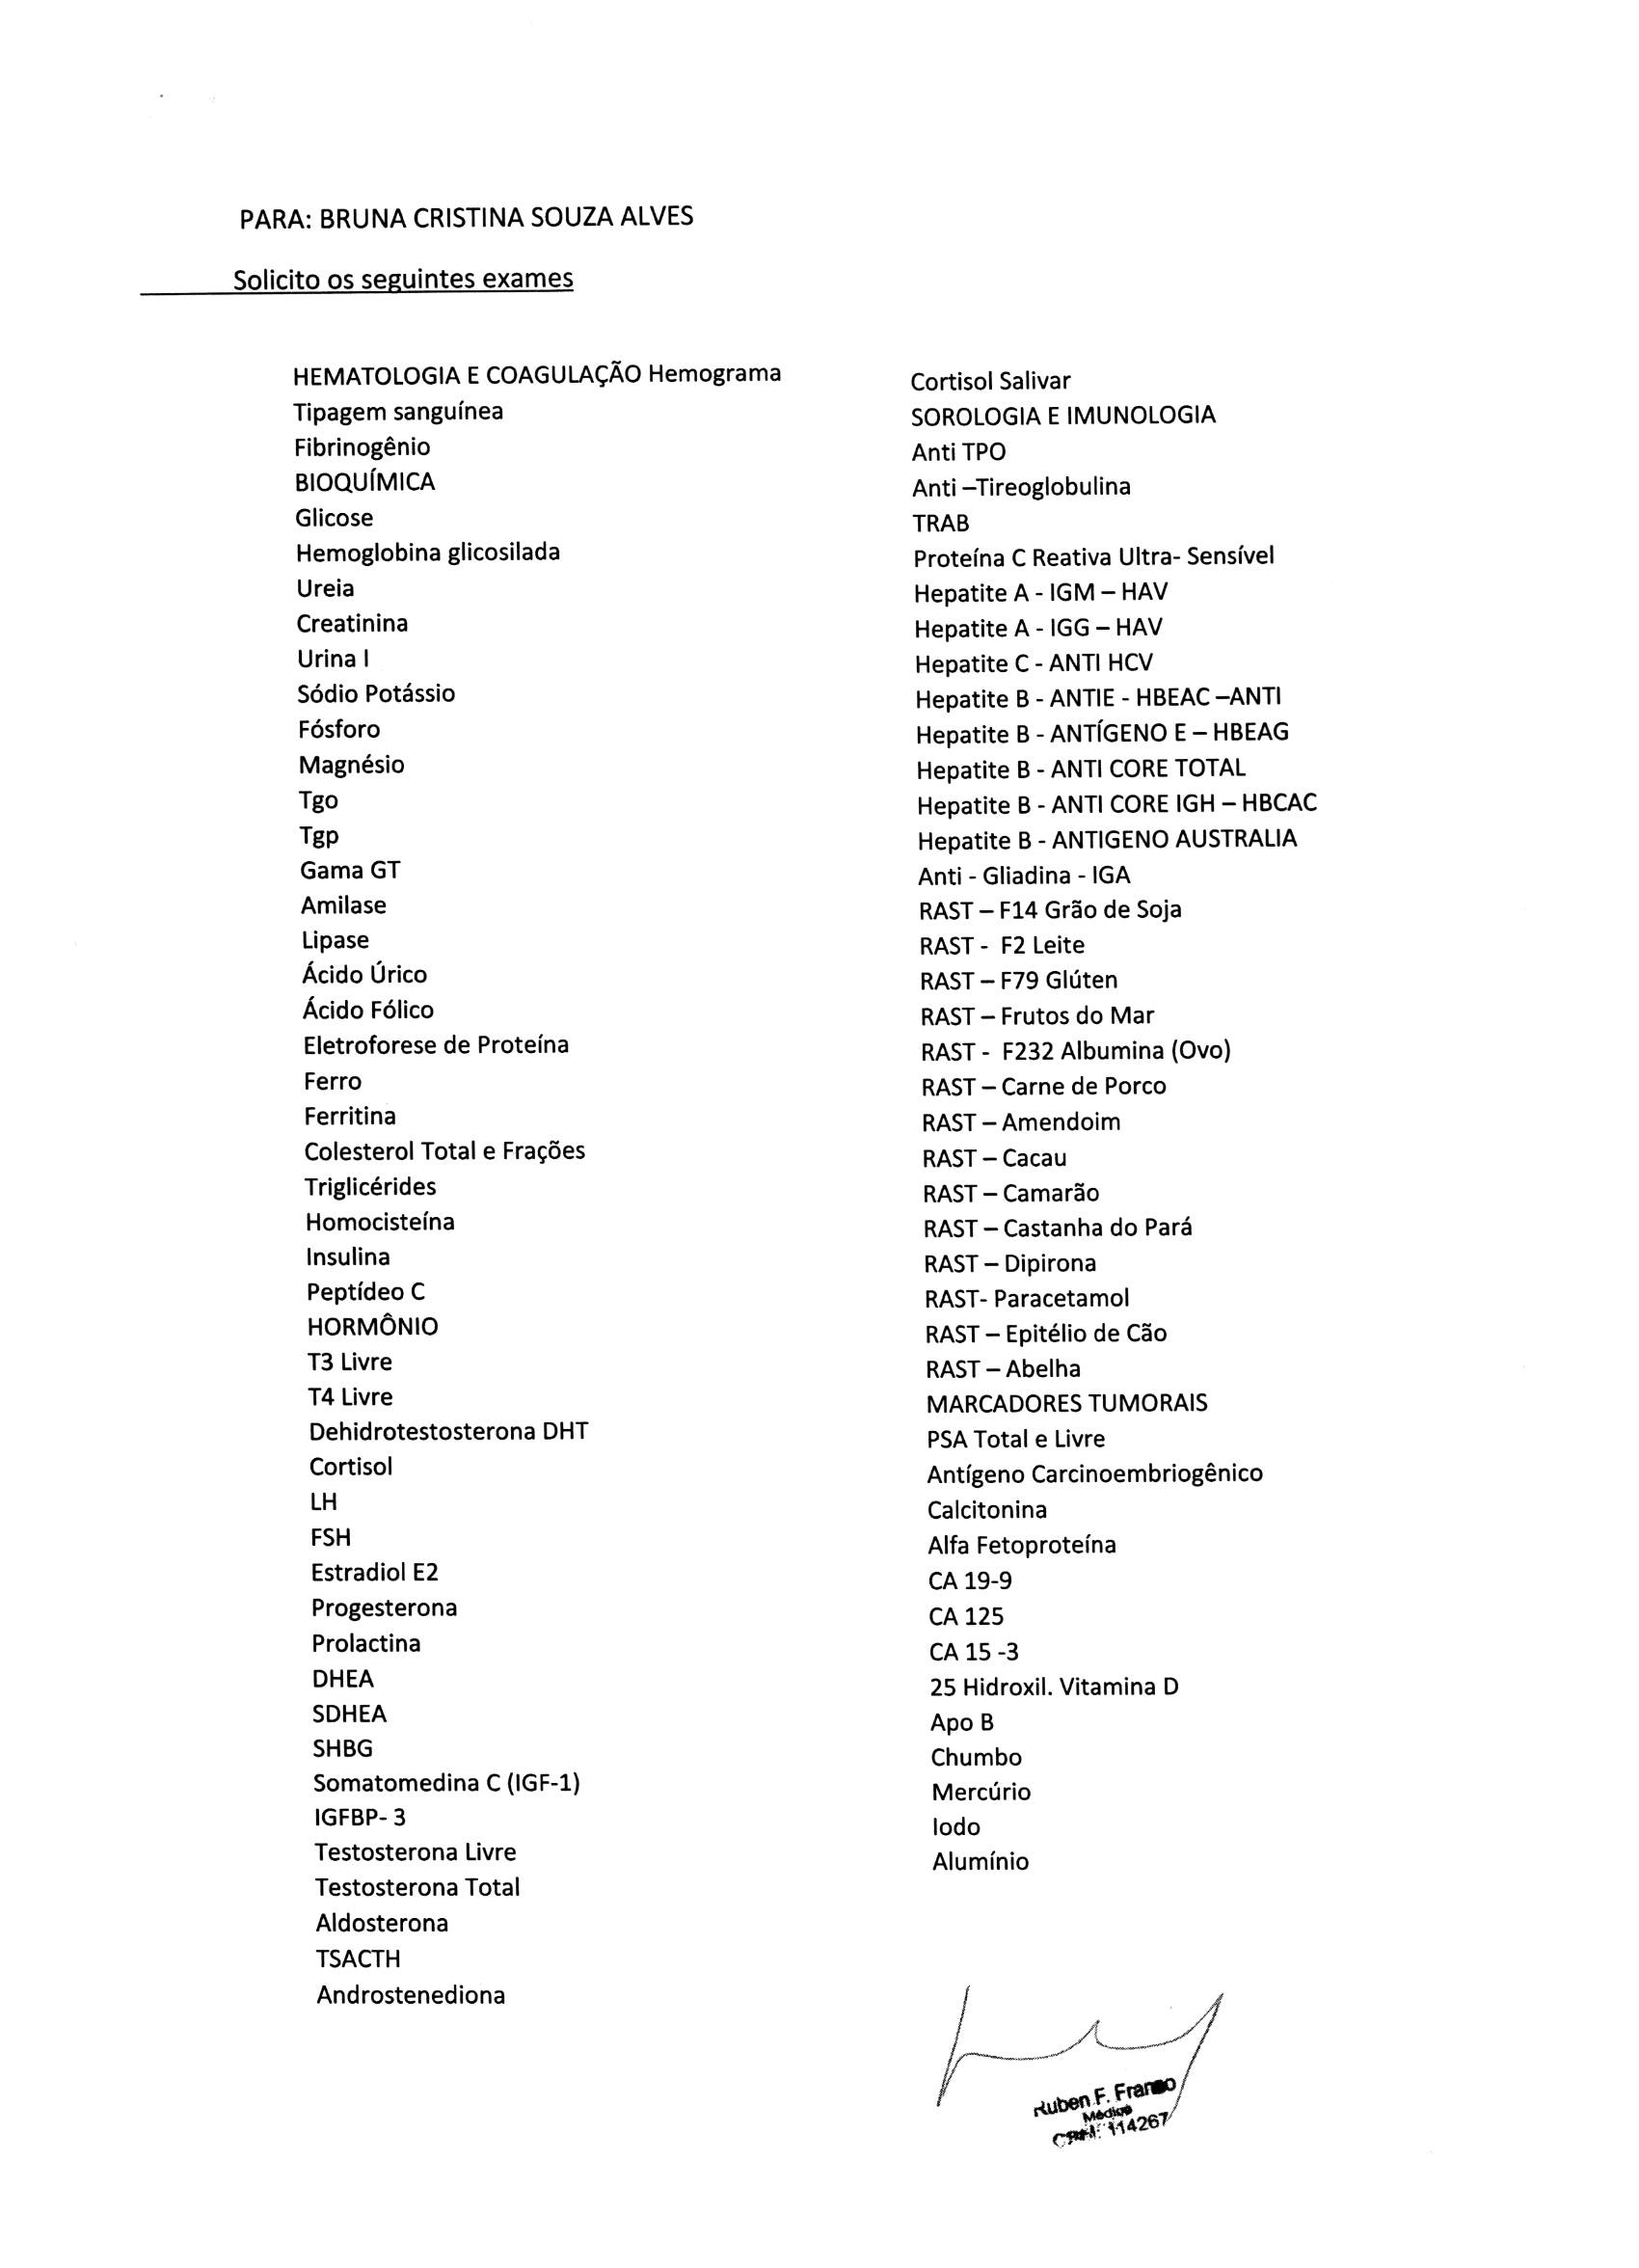 PARA: BRUNA CRISTINA SOUZA ALVES
Solicito os seguintes exames
HEMATOLOGIA E COAGULAÇÃO Hemograma
Tipagem sanguínea
Fibrinogênio
BIOQUÍMICA
Glicose
Hemoglobina glicosilada
Ureia
Creatinina
Urina I
Sódio Potássio
Fósforo
Magnésio
Tgo
Tgp
Gama GT
Amilase
Lipase
Ácido Úrico
Ácido Fólico
Eletroforese de Proteína
Ferro
Ferritina
Colesterol Total e Frações
Triglicérides
Homocisteína
Insulina
Peptídeo C
HORMÔNIO
T3 Livre
T4 Livre
Dehidrotestosterona DHT
Cortisol
LH
FSH
Estradiol E2
Progesterona
Prolactina
DHEA
SDHEA
SHBG
Somatomedina C (IGF-1)
IGFBP- 3
Testosterona Livre
Testosterona Total
Aldosterona
TSACTH
Androstenediona
Cortisol Salivar
SOROLOGIA E IMUNOLOGIA
Anti TPO
Anti –Tireoglobulina
TRAB
Proteína C Reativa Ultra- Sensível
Hepatite A - IGM – HAV
Hepatite A - IGG – HAV
Hepatite C - ANTI HCV
Hepatite B - ANTIE - HBEAC –ANTI
Hepatite B - ANTÍGENO E – HBEAG
Hepatite B - ANTI CORE TOTAL
Hepatite B - ANTI CORE IGH – HBCAC
Hepatite B - ANTIGENO AUSTRALIA
Anti - Gliadina - IGA
RAST – F14 Grão de Soja
RAST - F2 Leite
RAST – F79 Glúten
RAST – Frutos do Mar
RAST - F232 Albumina (Ovo)
RAST – Carne de Porco
RAST – Amendoim
RAST – Cacau
RAST – Camarão
RAST – Castanha do Pará
RAST – Dipirona
RAST- Paracetamol
RAST – Epitélio de Cão
RAST – Abelha
MARCADORES TUMORAIS
PSA Total e Livre
Antígeno Carcinoembriogênico
Calcitonina
Alfa Fetoproteína
CA 19-9
CA 125
CA 15 -3
25 Hidroxil. Vitamina D
Apo B
Chumbo
Mercúrio
Iodo
Alumínio
Ruben F. Franco
Médico
CRM: 114267